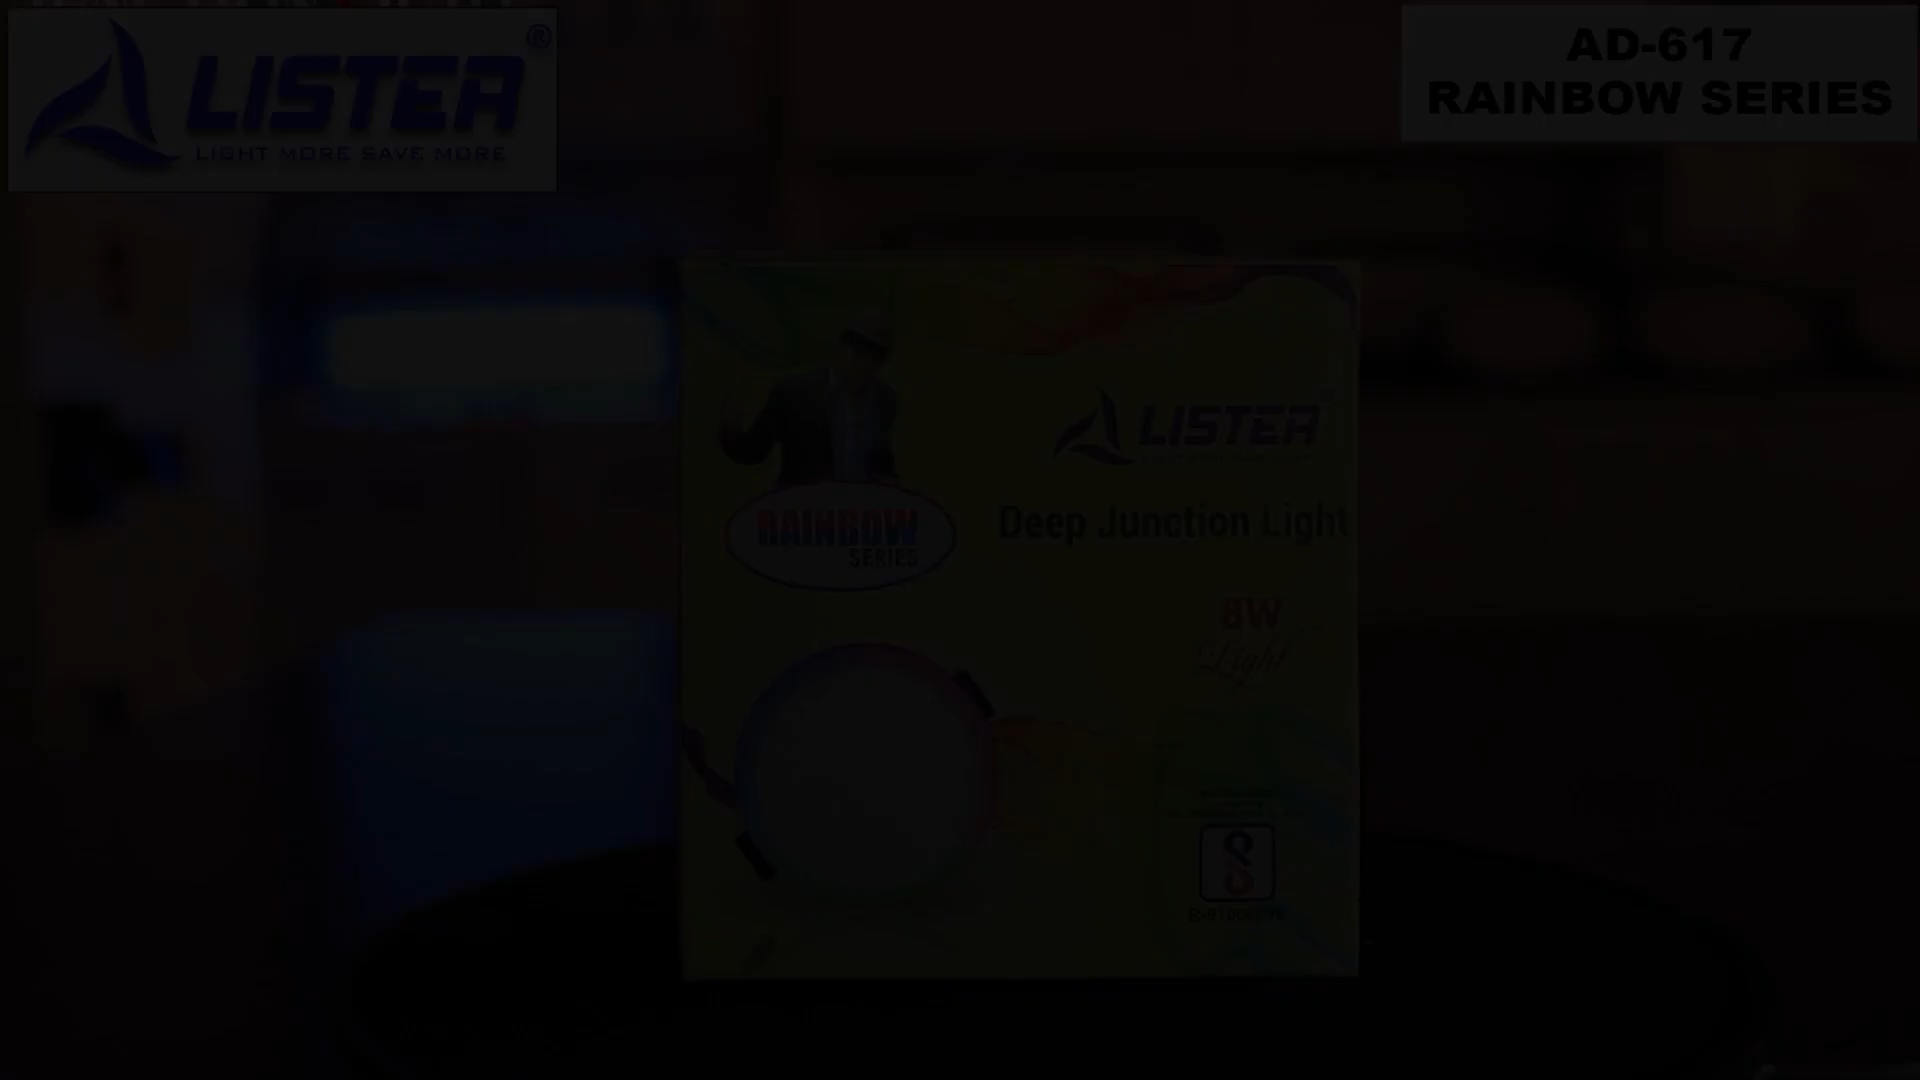 LISTER®
LIGHT MORE SAVE MORE
AD-617
RAINBOW SERIES
LISTER
Deep Junction Light
RAINBOW
SERIES
8W
Light